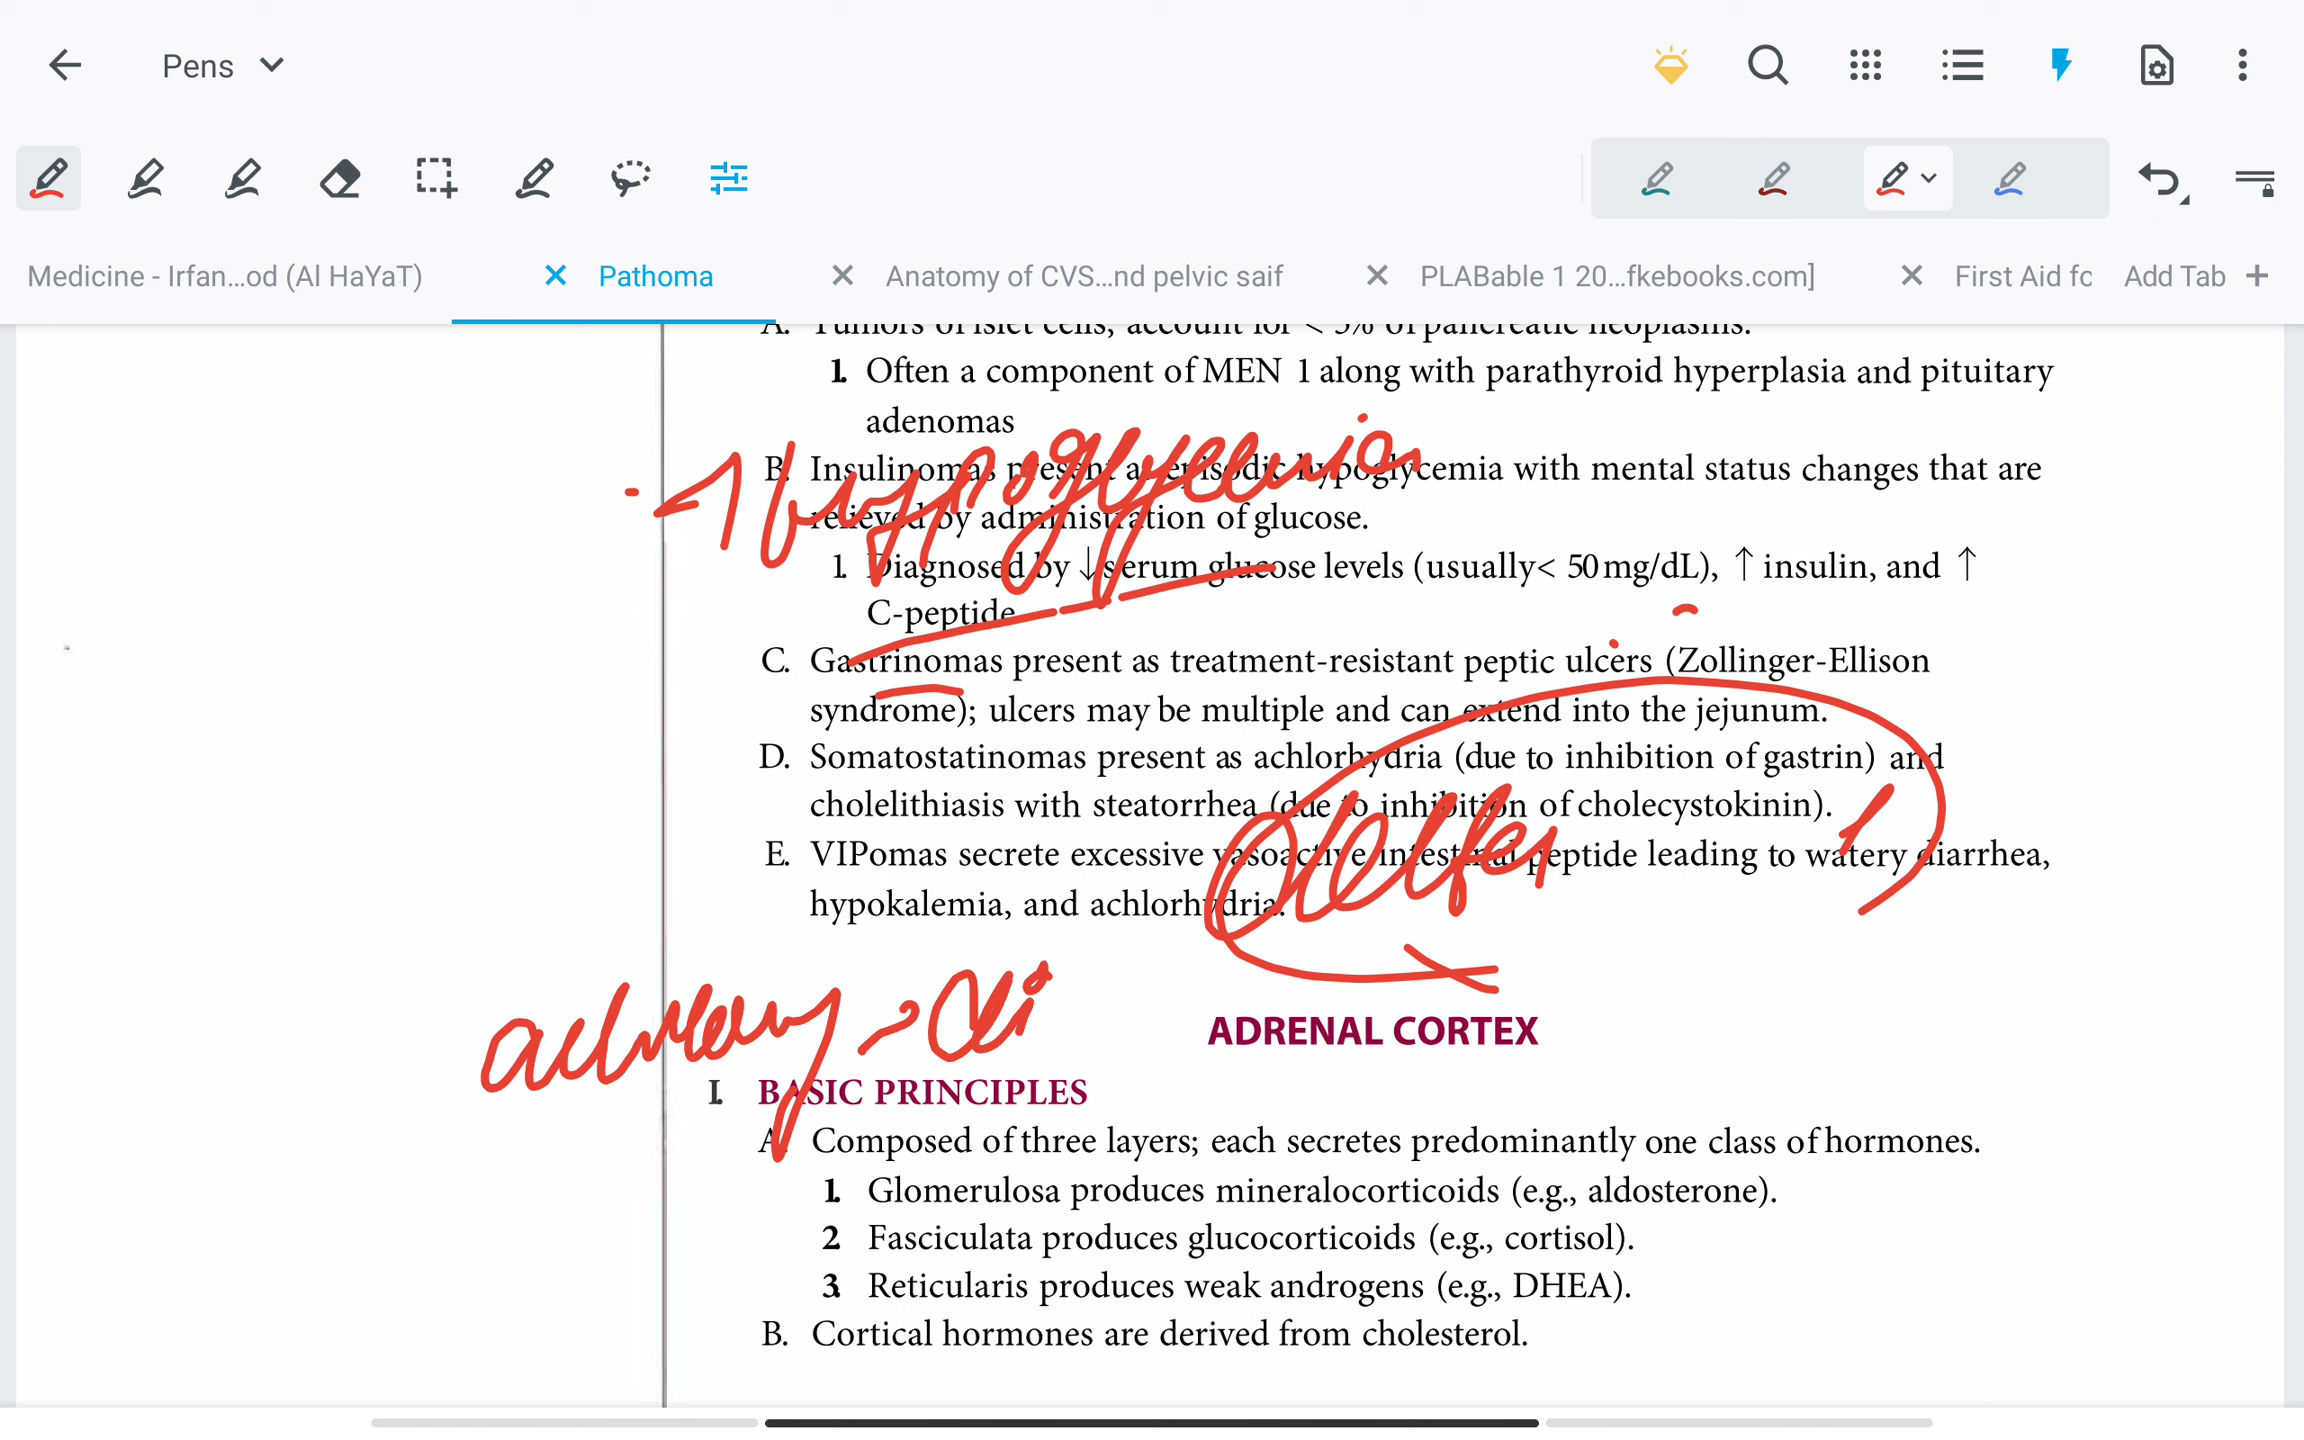 Pens
Medicine - Irfan...od (Al HaYaT)
Pathoma
Anatomy of CVS...nd pelvic saif
PLABable 1 20...fkebooks.com]
First Aid fc
Add Tab
A. Tumors of islet cells, account for < 5% of pancreatic neoplasms.
1. Often a component of MEN 1 along with parathyroid hyperplasia and pituitary
adenomas
B. Insulinomas present as episodic hypoglycemia with mental status changes that are
relieved by administration of glucose.
1. Diagnosed by ↓ serum glucose levels (usually< 50 mg/dL), ↑ insulin, and ↑
C-peptide
C. Gastrinomas present as treatment-resistant peptic ulcers (Zollinger-Ellison
syndrome); ulcers may be multiple and can extend into the jejunum.
D. Somatostatinomas present as achlorhydria (due to inhibition of gastrin) and
cholelithiasis with steatorrhea (due to inhibition of cholecystokinin).
E. VIPomas secrete excessive vasoactive intestinal peptide leading to watery diarrhea,
hypokalemia, and achlorhydria.
ADRENAL CORTEX
I. BASIC PRINCIPLES
A. Composed of three layers; each secretes predominantly one class of hormones.
1. Glomerulosa produces mineralocorticoids (e.g., aldosterone).
2 Fasciculata produces glucocorticoids (e.g., cortisol).
3 Reticularis produces weak androgens (e.g., DHEA).
B. Cortical hormones are derived from cholesterol.